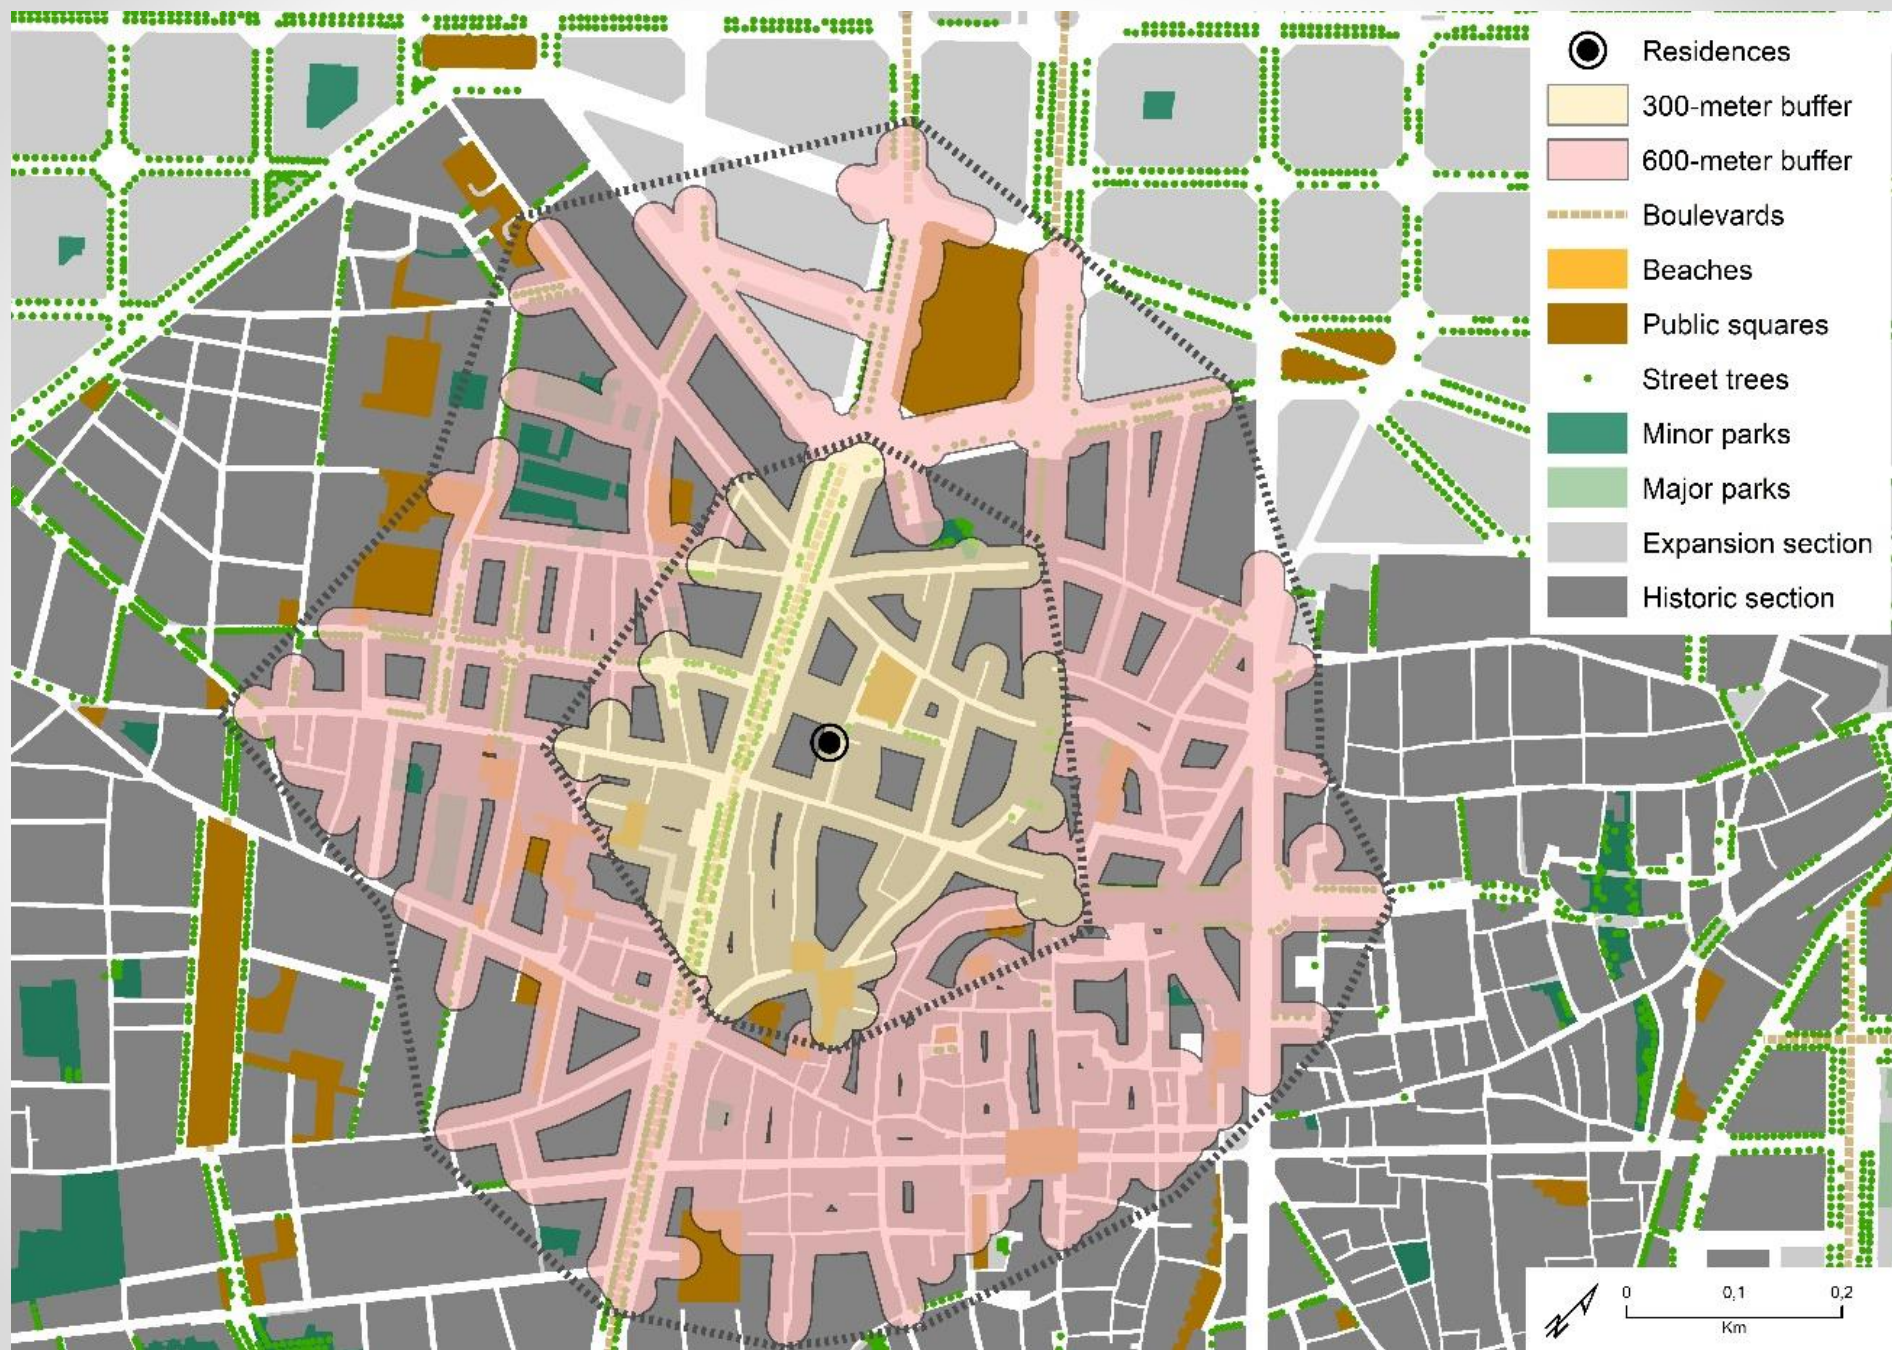 Residences
300-meter buffer
600-meter buffer
Boulevards
Beaches
Public squares
Street trees
Minor parks
Major parks
Expansion section
Historic section
N
0 0,1 0,2
Km